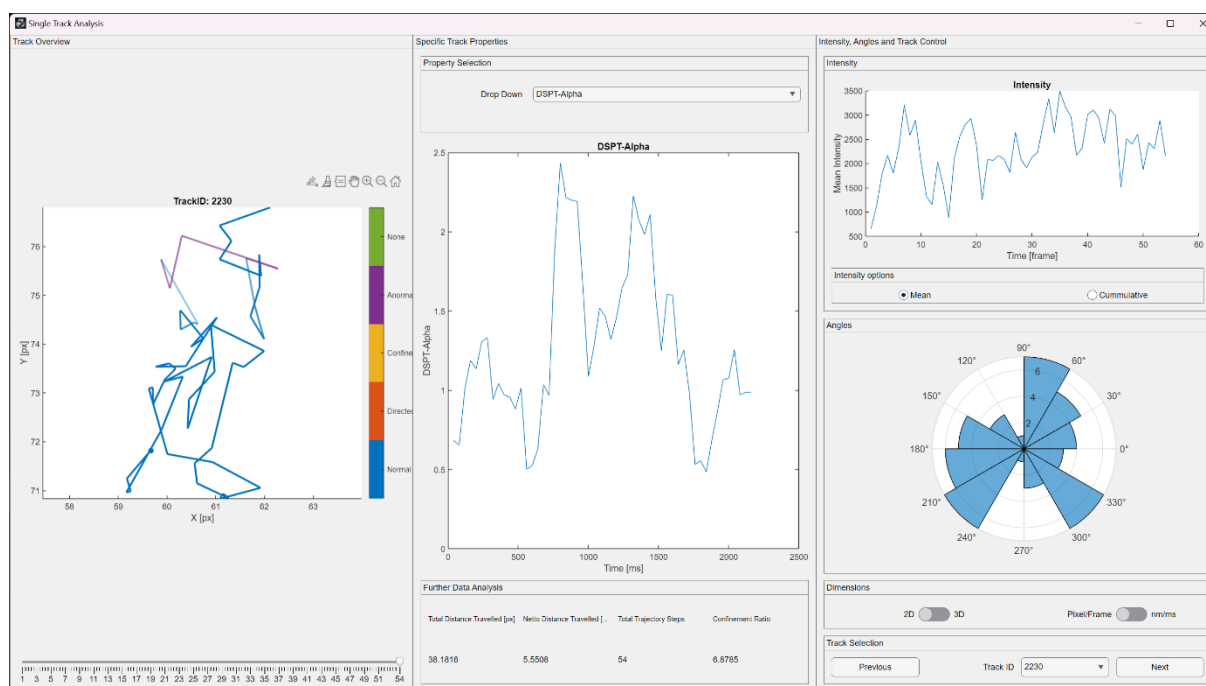 Single Track Analysis
Track Overview
TrackID: 2230
76
75
74
73
72
71
Y [px]
58 59 60 61 62 63
X [px]
None
Anorma
Confine
Directed
Normal
1 3 5 7 9 11 13 15 17 19 21 23 25 27 29 31 33 35 37 39 41 43 45 47 49 51 54
Specific Track Properties
Property Selection
Drop Down DSPT-Alpha
DSPT-Alpha
2.5
2
1.5
1
0.5
0
DSPT-Alpha
0 500 1000 1500 2000 2500
Time [ms]
Further Data Analysis
Total Distance Travelled [px] Netto Distance Travelled [... Total Trajectory Steps Confinement Ratio
38.1816 5.5508 54 6.8785
Intensity, Angles and Track Control
Intensity
Intensity
3500
3000
2500
2000
1500
1000
500
Mean Intensity
0 10 20 30 40 50 60
Time [frame]
Intensity options
Mean Cummulative
Angles
90°
120° 60°
150° 30°
180° 0°
210° 330°
240° 300°
270°
6
4
2
Dimensions
2D 3D Pixel/Frame nm/ms
Track Selection
Previous Track ID 2230 Next